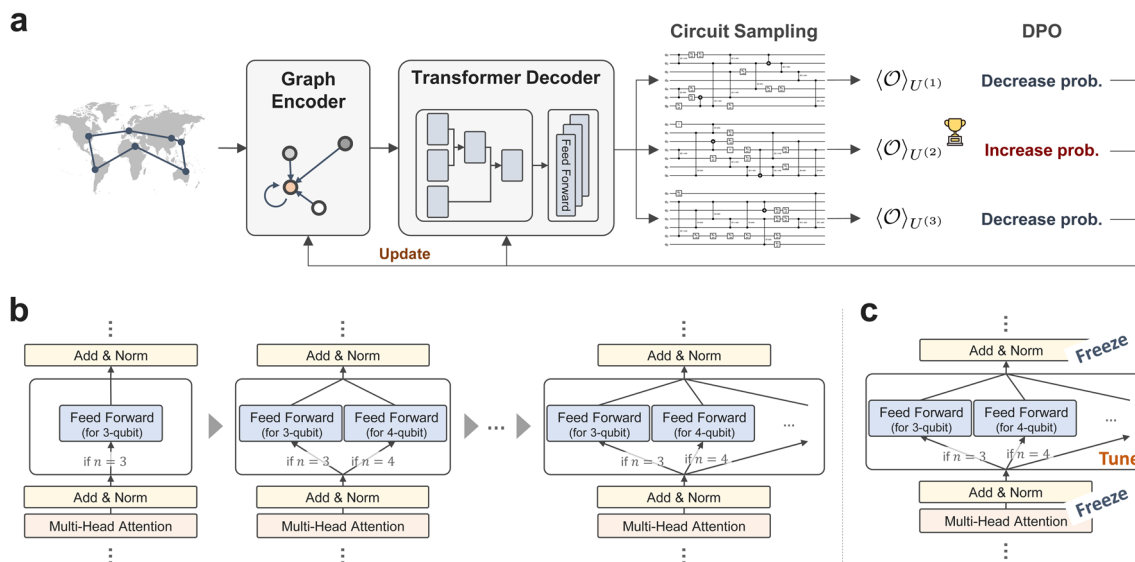 a
Circuit Sampling
DPO
Graph
Encoder
Transformer Decoder
Feed Forward
⟨𝒪⟩U(1)
Decrease prob.
⟨𝒪⟩U(2)
Increase prob.
⟨𝒪⟩U(3)
Decrease prob.
Update
b
⋮
Add & Norm
Feed Forward
(for 3-qubit)
if n = 3
Add & Norm
Multi-Head Attention
⋮
⋮
Add & Norm
Feed Forward
(for 3-qubit)
Feed Forward
(for 4-qubit)
if n = 3
if n = 4
Add & Norm
Multi-Head Attention
⋮
...
⋮
Add & Norm
Feed Forward
(for 3-qubit)
Feed Forward
(for 4-qubit)
...
if n = 3
if n = 4
Add & Norm
Multi-Head Attention
⋮
c
⋮
Add & Norm
Freeze
Feed Forward
(for 3-qubit)
Feed Forward
(for 4-qubit)
...
if n = 3
if n = 4
Tune
Add & Norm
Freeze
Multi-Head Attention
⋮